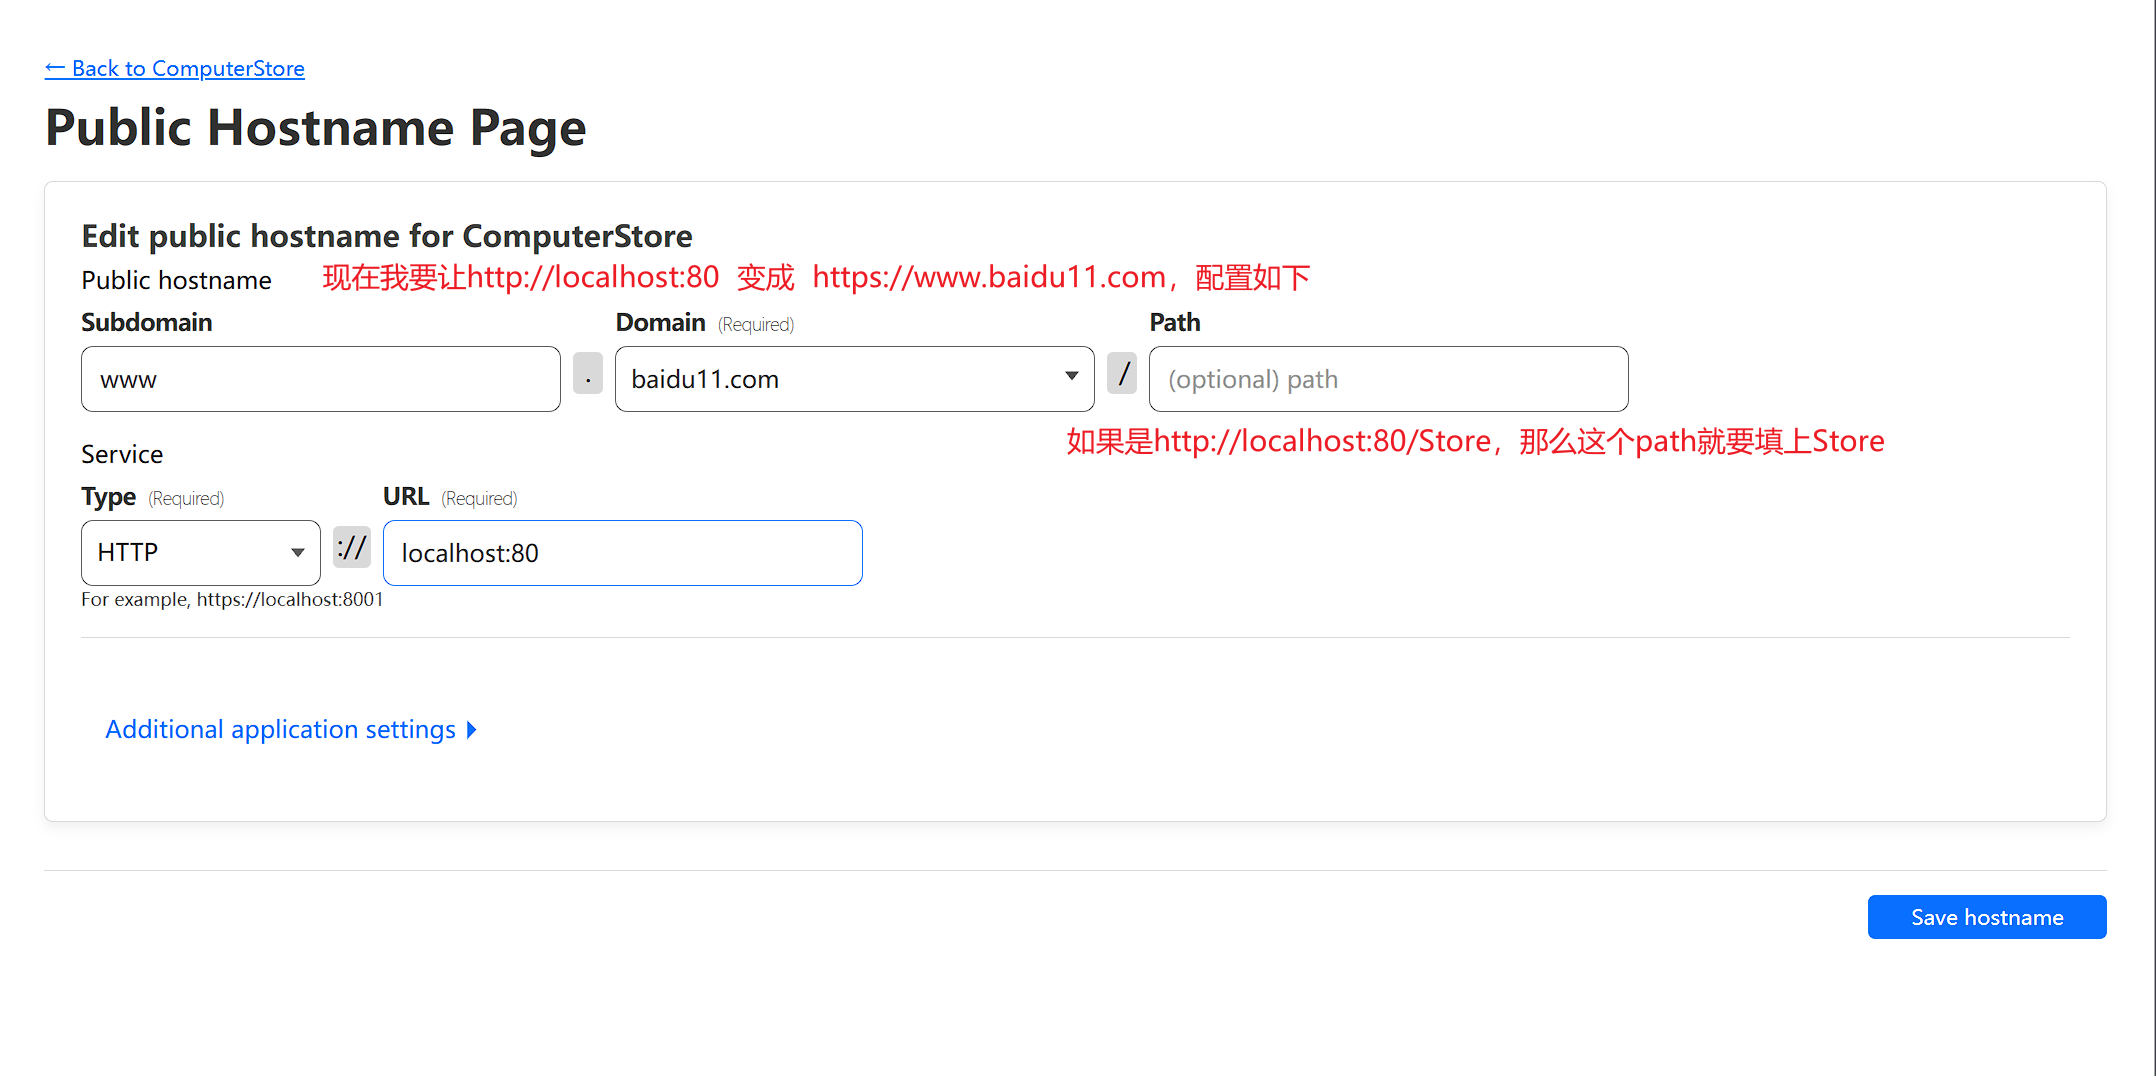 ← Back to ComputerStore
Public Hostname Page
Edit public hostname for ComputerStore
Public hostname 现在我要让http://localhost:80 变成 https://www.baidu11.com，配置如下
Subdomain Domain (Required) Path
www . baidu11.com / (optional) path
如果是http://localhost:80/Store，那么这个path就要填上Store
Service
Type (Required) URL (Required)
HTTP :// localhost:80
For example, https://localhost:8001
Additional application settings
Save hostname